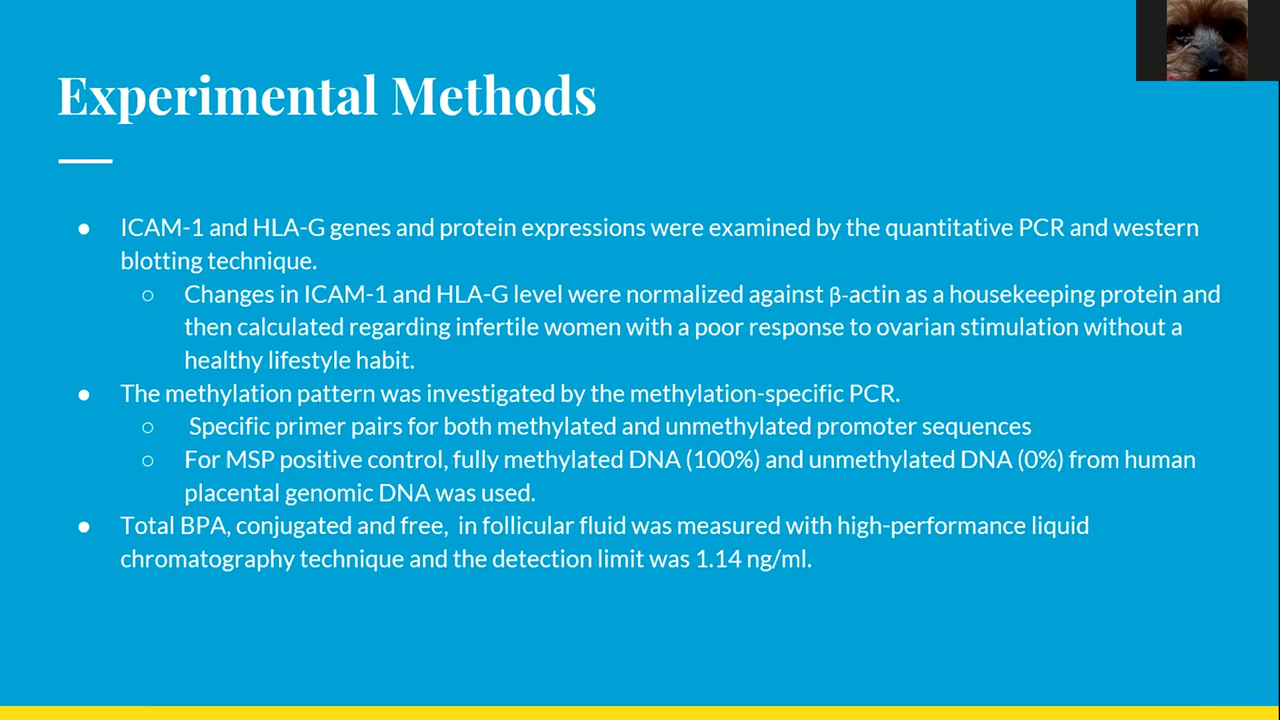 Experimental Methods
● ICAM-1 and HLA-G genes and protein expressions were examined by the quantitative PCR and western
blotting technique.
○ Changes in ICAM-1 and HLA-G level were normalized against β-actin as a housekeeping protein and
then calculated regarding infertile women with a poor response to ovarian stimulation without a
healthy lifestyle habit.
● The methylation pattern was investigated by the methylation-specific PCR.
○ Specific primer pairs for both methylated and unmethylated promoter sequences
○ For MSP positive control, fully methylated DNA (100%) and unmethylated DNA (0%) from human
placental genomic DNA was used.
● Total BPA, conjugated and free, in follicular fluid was measured with high-performance liquid
chromatography technique and the detection limit was 1.14 ng/ml.